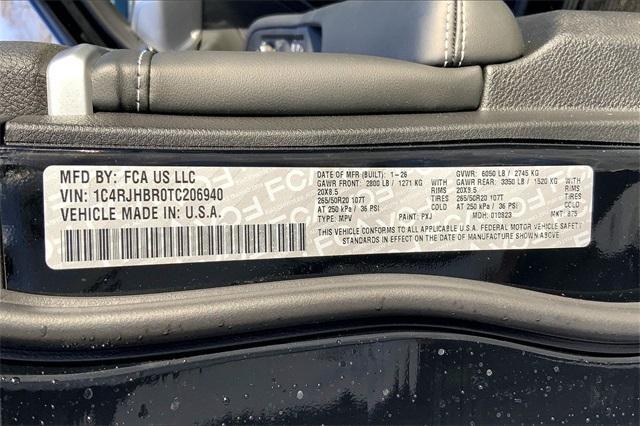 MFD BY: FCA US LLC
VIN: 1C4RJHBR0TC206940
VEHICLE MADE IN: U.S.A.
DATE OF MFR (BUILT): 1-26 GVWR: 6050 LB / 2745 KG
GAWR FRONT: 2800 LB / 1271 KG WITH GAWR REAR: 3350 LB / 1520 KG WITH
20X8.5 RIMS 20X8.5 RIMS
265/50R20 107T TIRES 265/50R20 107T TIRES
AT 250 kPa / 36 PSI COLD AT 250 kPa / 36 PSI COLD
TYPE: MPV PAINT: PXJ MDH: 010823 MKT: 875
THIS VEHICLE CONFORMS TO ALL APPLICABLE U.S.A. FEDERAL MOTOR VEHICLE SAFETY
STANDARDS IN EFFECT ON THE DATE OF MANUFACTURE SHOWN ABOVE.